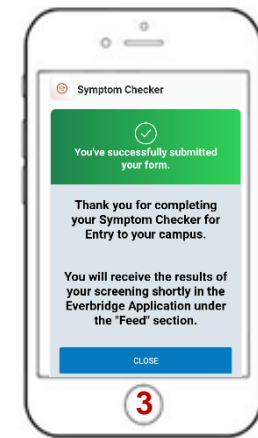 Symptom Checker
You've successfully submitted
your form.
Thank you for completing
your Symptom Checker for
Entry to your campus.
You will receive the results of
your screening shortly in the
Everbridge Application under
the "Feed" section.
CLOSE
3